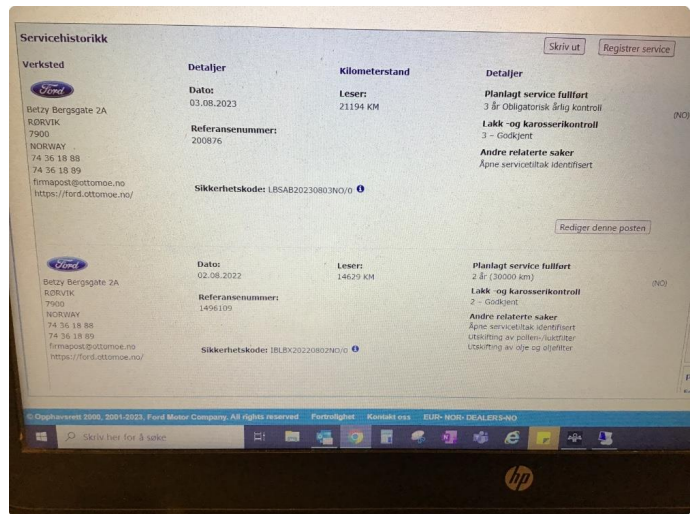 Servicehistorikk
Skriv ut
Registrer service
Verksted
Detaljer
Kilometerstand
Detaljer
Ford
Betzy Bergsgate 2A
RØRVIK
7900
NORWAY
74 36 18 88
74 36 18 89
firmapost@ottomoe.no
https://ford.ottomoe.no/
Dato:
03.08.2023
Referansenummer:
200876
Sikkerhetskode: LBSAB20230803NO/0
Leser:
21194 KM
Planlagt service fullført
3 år Obligatorisk årlig kontroll
(NO)
Lakk -og karosserikontroll
3 - Godkjent
Andre relaterte saker
Åpne servicetiltak identifisert
Rediger denne posten
Ford
Betzy Bergsgate 2A
RØRVIK
7900
NORWAY
74 36 18 88
74 36 18 89
firmapost@ottomoe.no
https://ford.ottomoe.no/
Dato:
02.08.2022
Referansenummer:
1496109
Sikkerhetskode: IBLBX20220802NO/0
Leser:
14629 KM
Planlagt service fullført
2 år (30000 km)
(NO)
Lakk -og karosserikontroll
2 - Godkjent
Andre relaterte saker
Åpne servicetiltak identifisert
Utskifting av pollen-/luktfilter
Utskifting av olje og oljefilter
© Opphavsrett 2000, 2001-2023, Ford Motor Company, All rights reserved
Fortrolighet
Kontakt oss
EUR- NOR- DEALERS-NO
Skriv her for å søke
hp